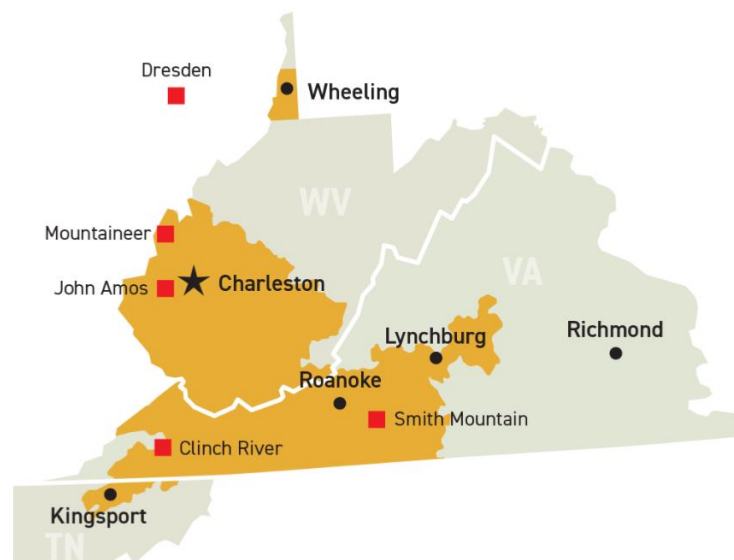 Dresden
Wheeling
WV
Mountaineer
John Amos
Charleston
VA
Lynchburg
Richmond
Roanoke
Smith Mountain
Clinch River
Kingsport
TN